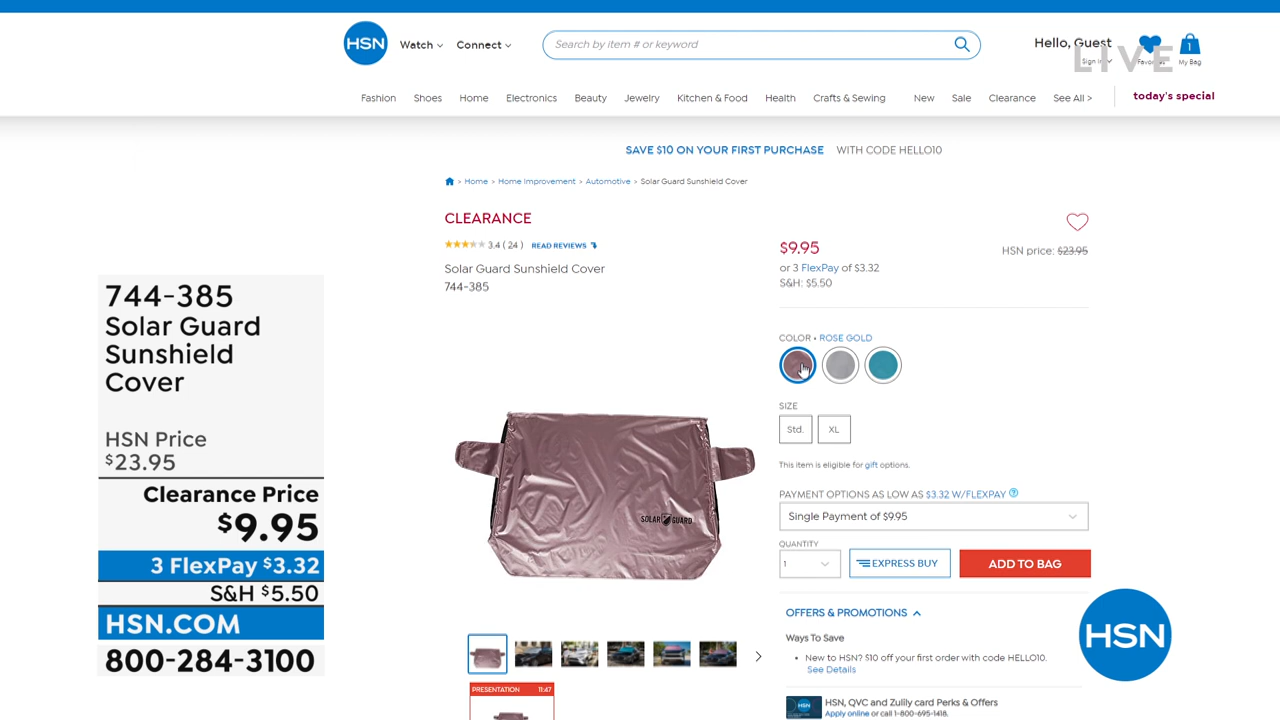 HSN
Watch
Connect
Search by item # or keyword
Hello, Guest
Sign in
Favorites
1
My Bag
LIVE
Fashion
Shoes
Home
Electronics
Beauty
Jewelry
Kitchen & Food
Health
Crafts & Sewing
New
Sale
Clearance
See All >
today's special
SAVE $10 ON YOUR FIRST PURCHASE WITH CODE HELLO10
> Home > Home Improvement > Automotive > Solar Guard Sunshield Cover
CLEARANCE
3.4 ( 24 ) READ REVIEWS
Solar Guard Sunshield Cover
744-385
$9.95
HSN price: $23.95
or 3 FlexPay of $3.32
S&H: $5.50
COLOR • ROSE GOLD
SIZE
Std.
XL
This item is eligible for gift options.
PAYMENT OPTIONS AS LOW AS $3.32 W/FLEXPAY ?
Single Payment of $9.95
QUANTITY
1
EXPRESS BUY
ADD TO BAG
OFFERS & PROMOTIONS
Ways To Save
• New to HSN? $10 off your first order with code HELLO10.
See Details
HSN
HSN, QVC and Zulily card Perks & Offers
Apply online or call 1-800-695-1418.
SOLAR GUARD
PRESENTATION 11:47
744-385
Solar Guard
Sunshield
Cover
HSN Price
$23.95
Clearance Price
$9.95
3 FlexPay $3.32
S&H $5.50
HSN.COM
800-284-3100
HSN